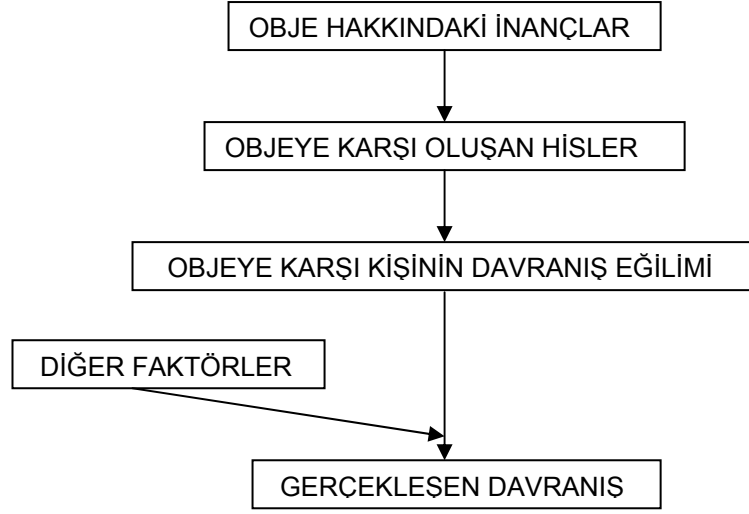 OBJE HAKKINDAKİ İNANÇLAR
OBJEYE KARŞI OLUŞAN HİSLER
OBJEYE KARŞI KİŞİNİN DAVRANIŞ EĞİLİMİ
DİĞER FAKTÖRLER
GERÇEKLEŞEN DAVRANIŞ